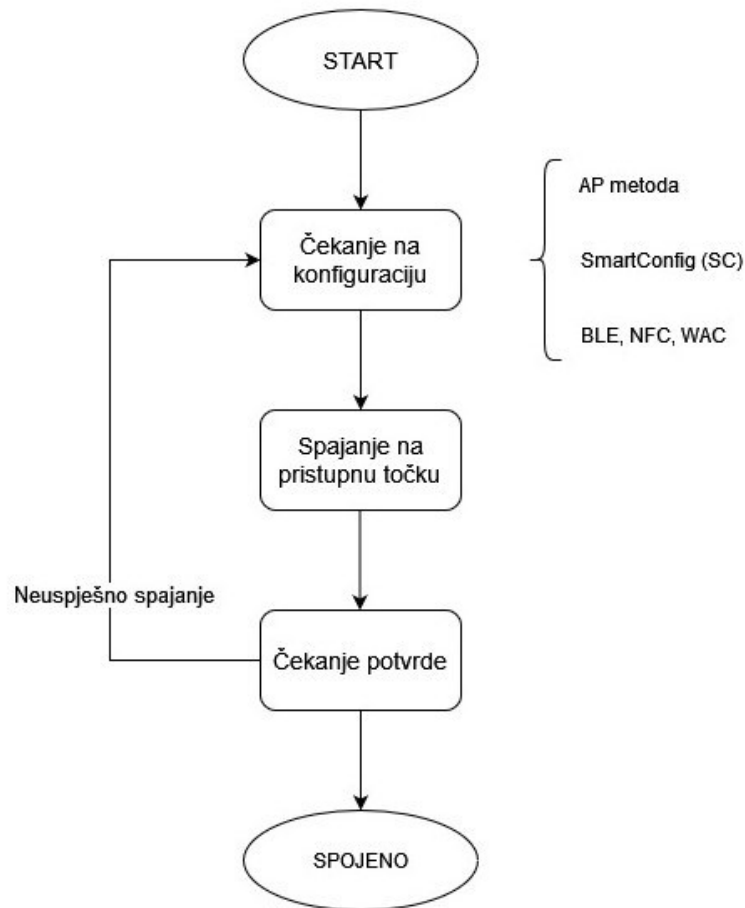 START
Čekanje na
konfiguraciju
AP metoda
SmartConfig (SC)
BLE, NFC, WAC
Spajanje na
pristupnu točku
Neuspješno spajanje
Čekanje potvrde
SPOJENO